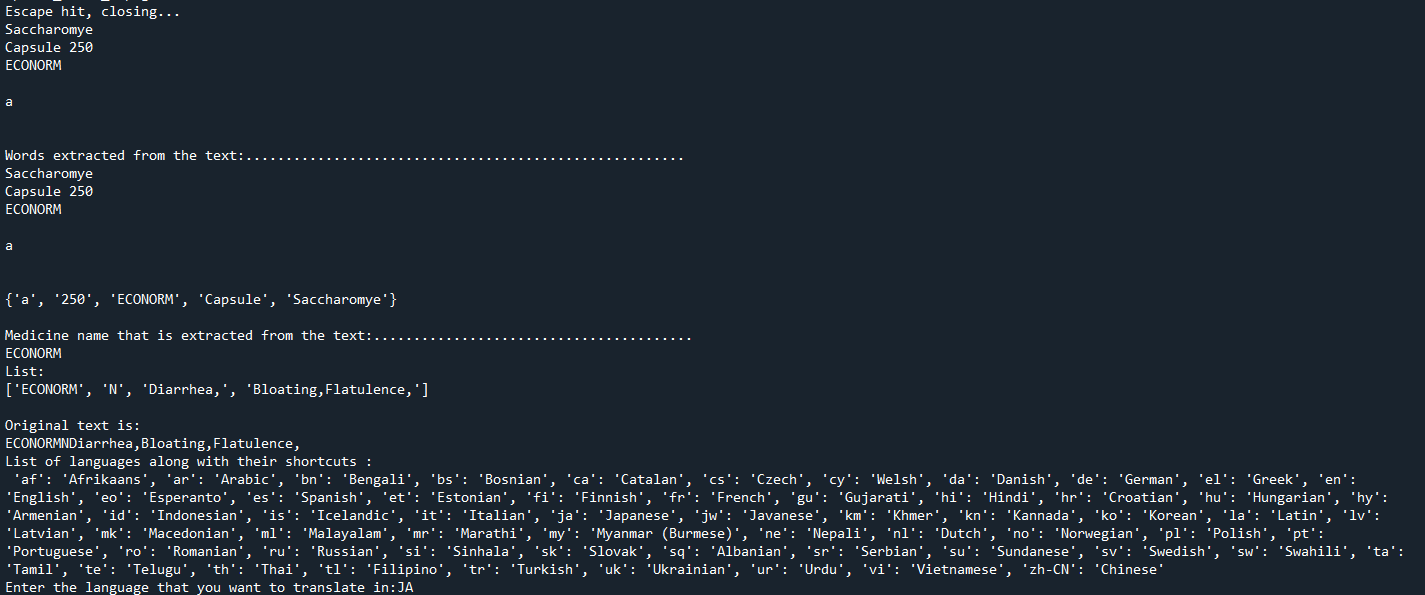 Escape hit, closing...
Saccharomye
Capsule 250
ECONORM
a
Words extracted from the text:.......................................................
Saccharomye
Capsule 250
ECONORM
a
{'a', '250', 'ECONORM', 'Capsule', 'Saccharomye'}
Medicine name that is extracted from the text:........................................
ECONORM
List:
['ECONORM', 'N', 'Diarrhea,', 'Bloating,Flatulence,']
Original text is:
ECONORMNDiarrhea,Bloating,Flatulence,
List of languages along with their shortcuts :
'af': 'Afrikaans', 'ar': 'Arabic', 'bn': 'Bengali', 'bs': 'Bosnian', 'ca': 'Catalan', 'cs': 'Czech', 'cy': 'Welsh', 'da': 'Danish', 'de': 'German', 'el': 'Greek', 'en':
'English', 'eo': 'Esperanto', 'es': 'Spanish', 'et': 'Estonian', 'fi': 'Finnish', 'fr': 'French', 'gu': 'Gujarati', 'hi': 'Hindi', 'hr': 'Croatian', 'hu': 'Hungarian', 'hy':
'Armenian', 'id': 'Indonesian', 'is': 'Icelandic', 'it': 'Italian', 'ja': 'Japanese', 'jw': 'Javanese', 'km': 'Khmer', 'kn': 'Kannada', 'ko': 'Korean', 'la': 'Latin', 'lv':
'Latvian', 'mk': 'Macedonian', 'ml': 'Malayalam', 'mr': 'Marathi', 'my': 'Myanmar (Burmese)', 'ne': 'Nepali', 'nl': 'Dutch', 'no': 'Norwegian', 'pl': 'Polish', 'pt':
'Portuguese', 'ro': 'Romanian', 'ru': 'Russian', 'si': 'Sinhala', 'sk': 'Slovak', 'sq': 'Albanian', 'sr': 'Serbian', 'su': 'Sundanese', 'sv': 'Swedish', 'sw': 'Swahili', 'ta':
'Tamil', 'te': 'Telugu', 'th': 'Thai', 'tl': 'Filipino', 'tr': 'Turkish', 'uk': 'Ukrainian', 'ur': 'Urdu', 'vi': 'Vietnamese', 'zh-CN': 'Chinese'
Enter the language that you want to translate in:JA